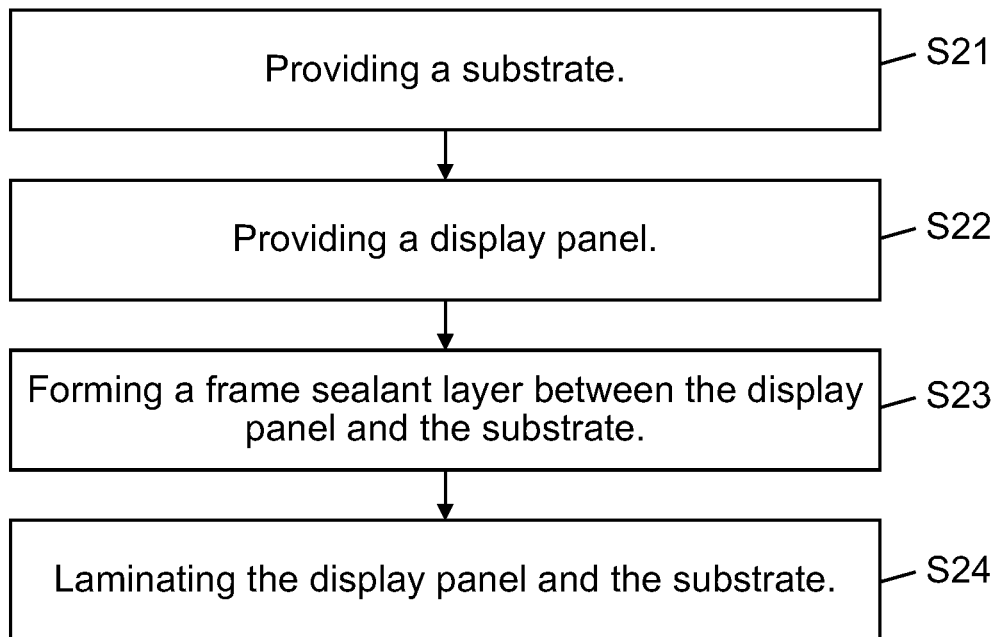 Providing a substrate.
S21
Providing a display panel.
S22
Forming a frame sealant layer between the display
panel and the substrate.
S23
Laminating the display panel and the substrate.
S24